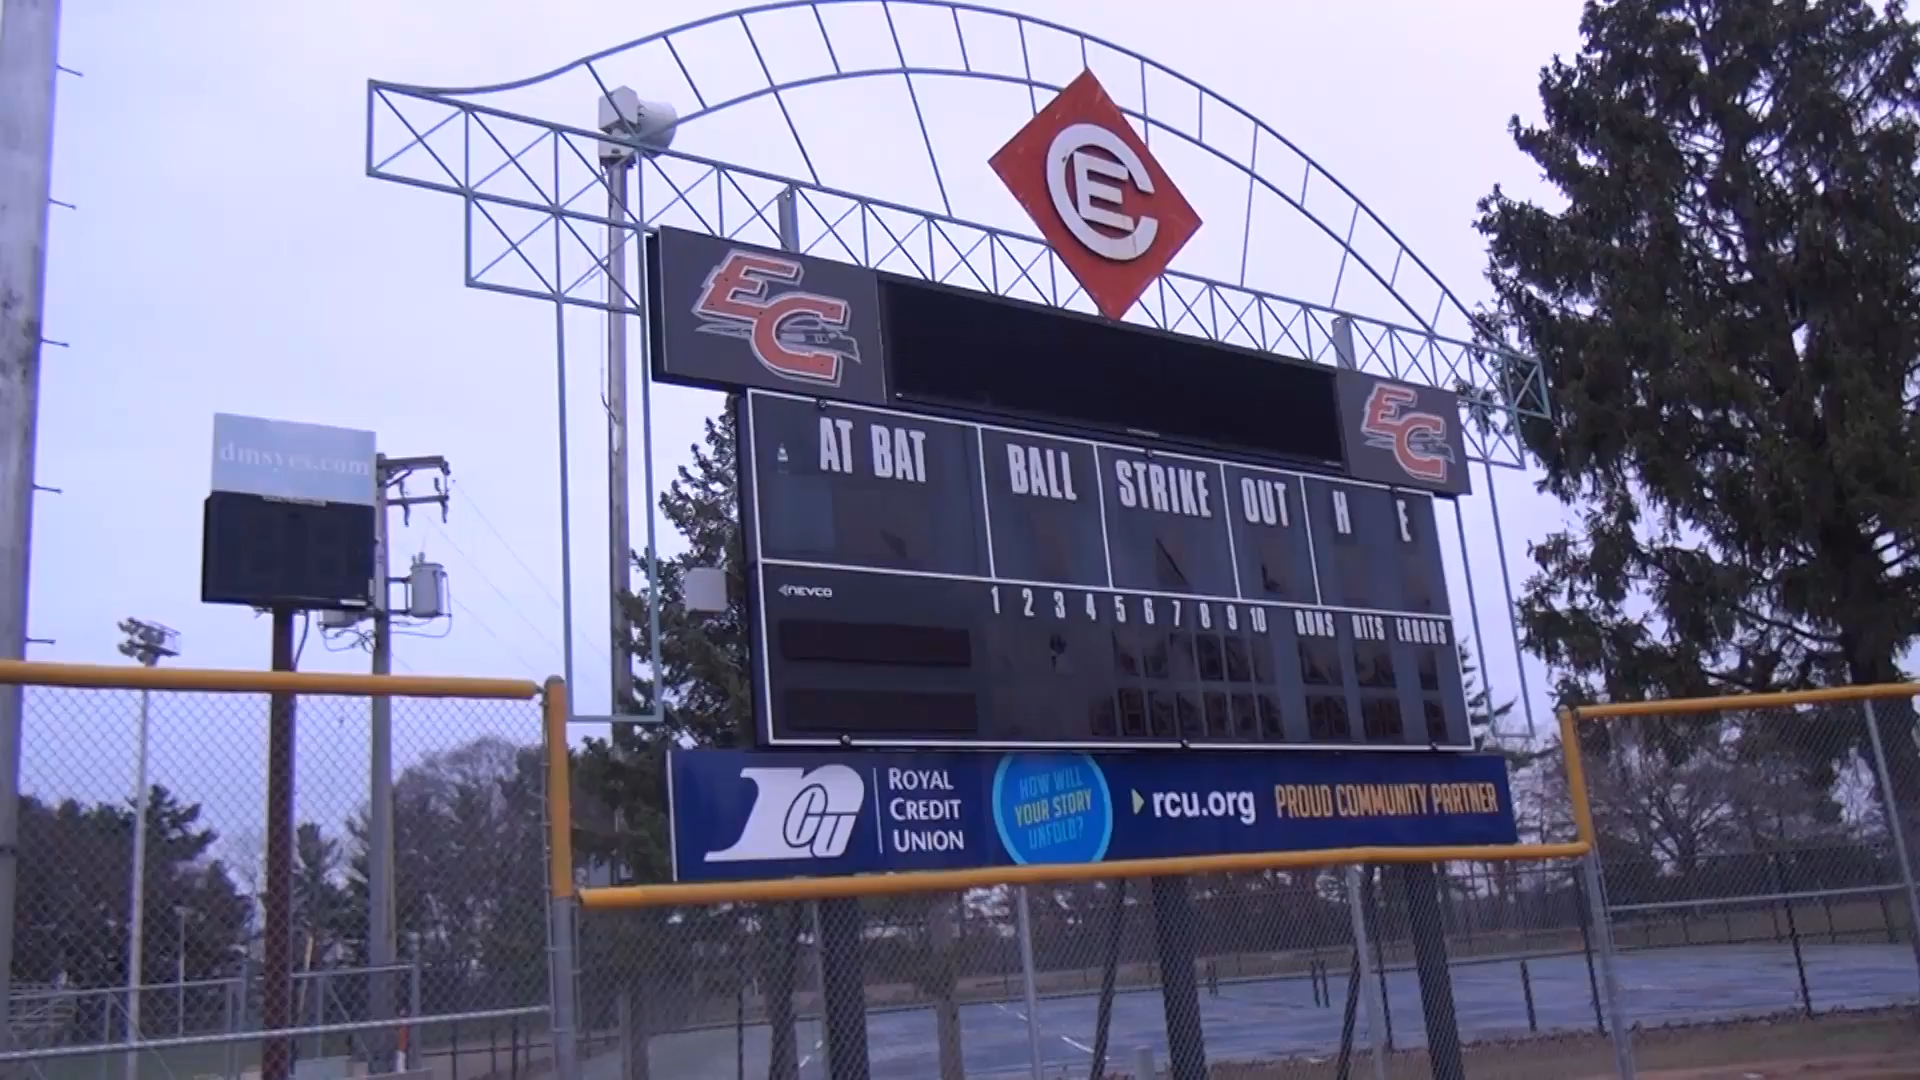 CE
EC
EC
dmsyes.com
AT BAT BALL STRIKE OUT H E
NEVCO
1 2 3 4 5 6 7 8 9 10 RUNS HITS ERRORS
rcu
ROYAL
CREDIT
UNION
HOW WILL
YOUR STORY
UNFOLD?
rcu.org
PROUD COMMUNITY PARTNER